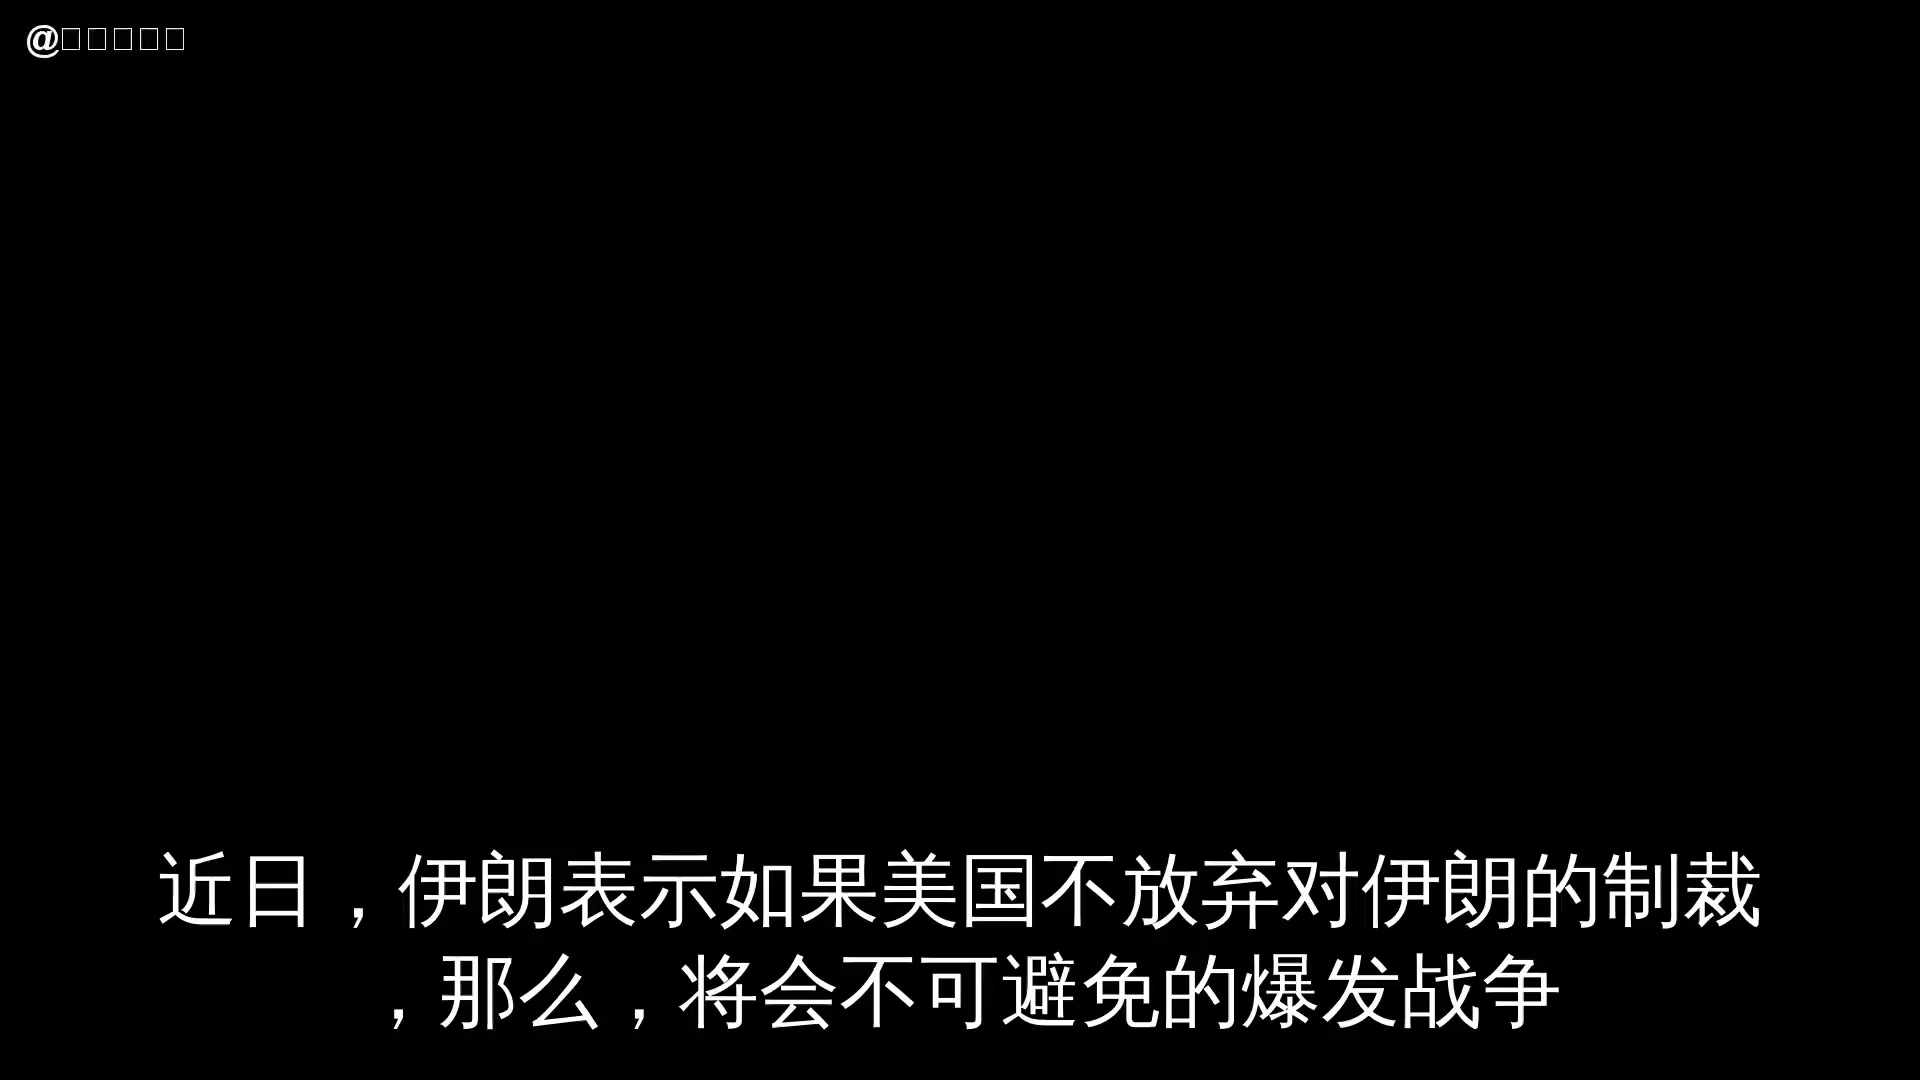 @
近日，伊朗表示如果美国不放弃对伊朗的制裁
，那么，将会不可避免的爆发战争